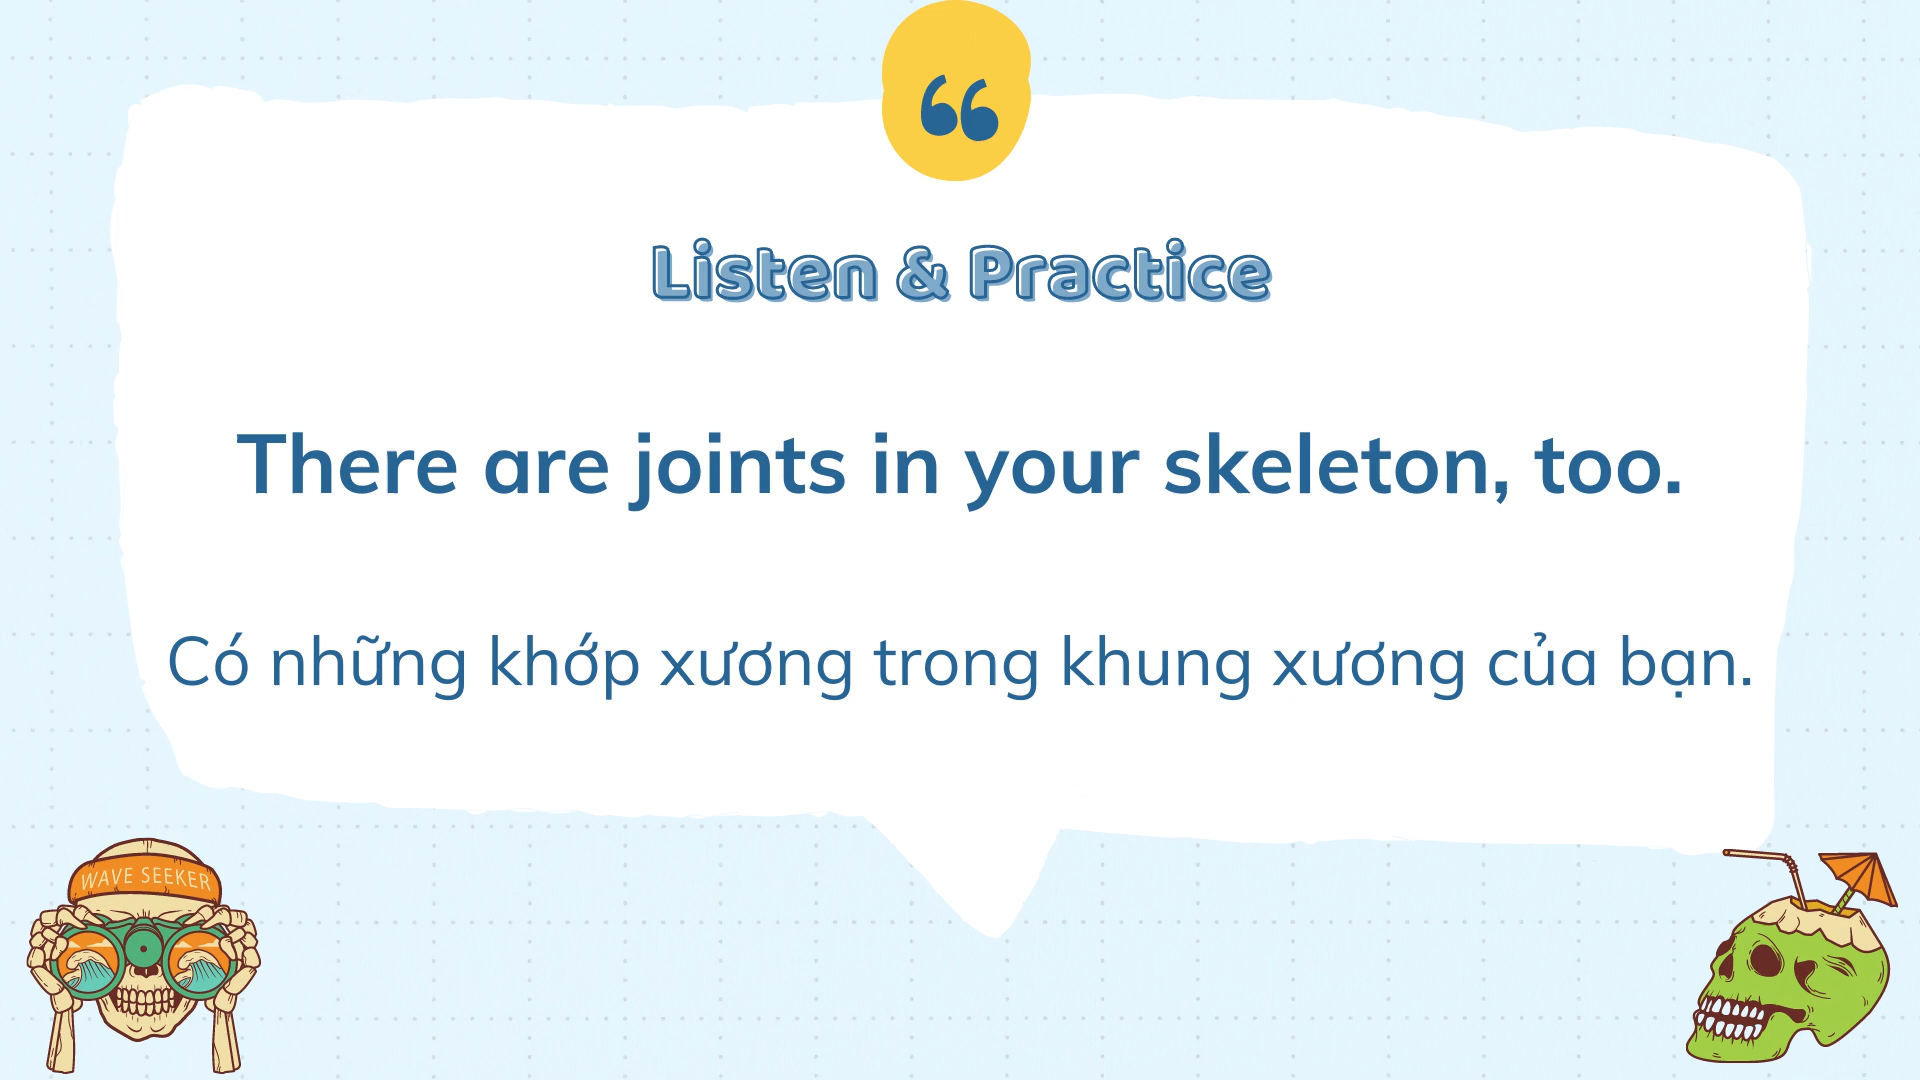 Listen & Practice
There are joints in your skeleton, too.
Có những khớp xương trong khung xương của bạn.
WAVE SEEKER